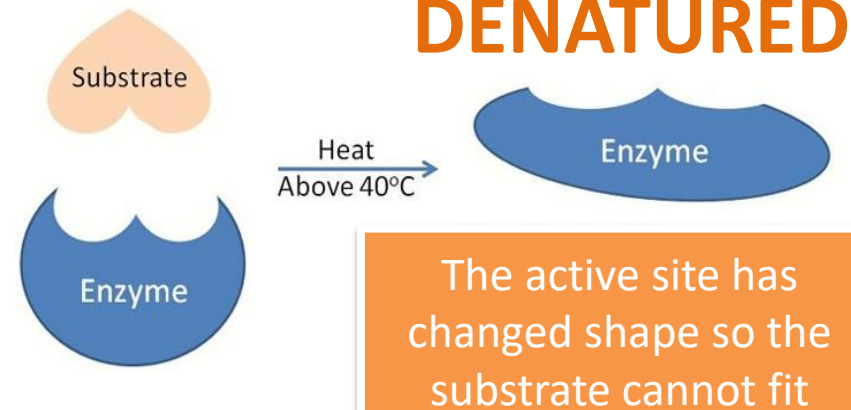 DENATURED
Substrate
Heat
Above 40°C
Enzyme
Enzyme
The active site has
changed shape so the
substrate cannot fit